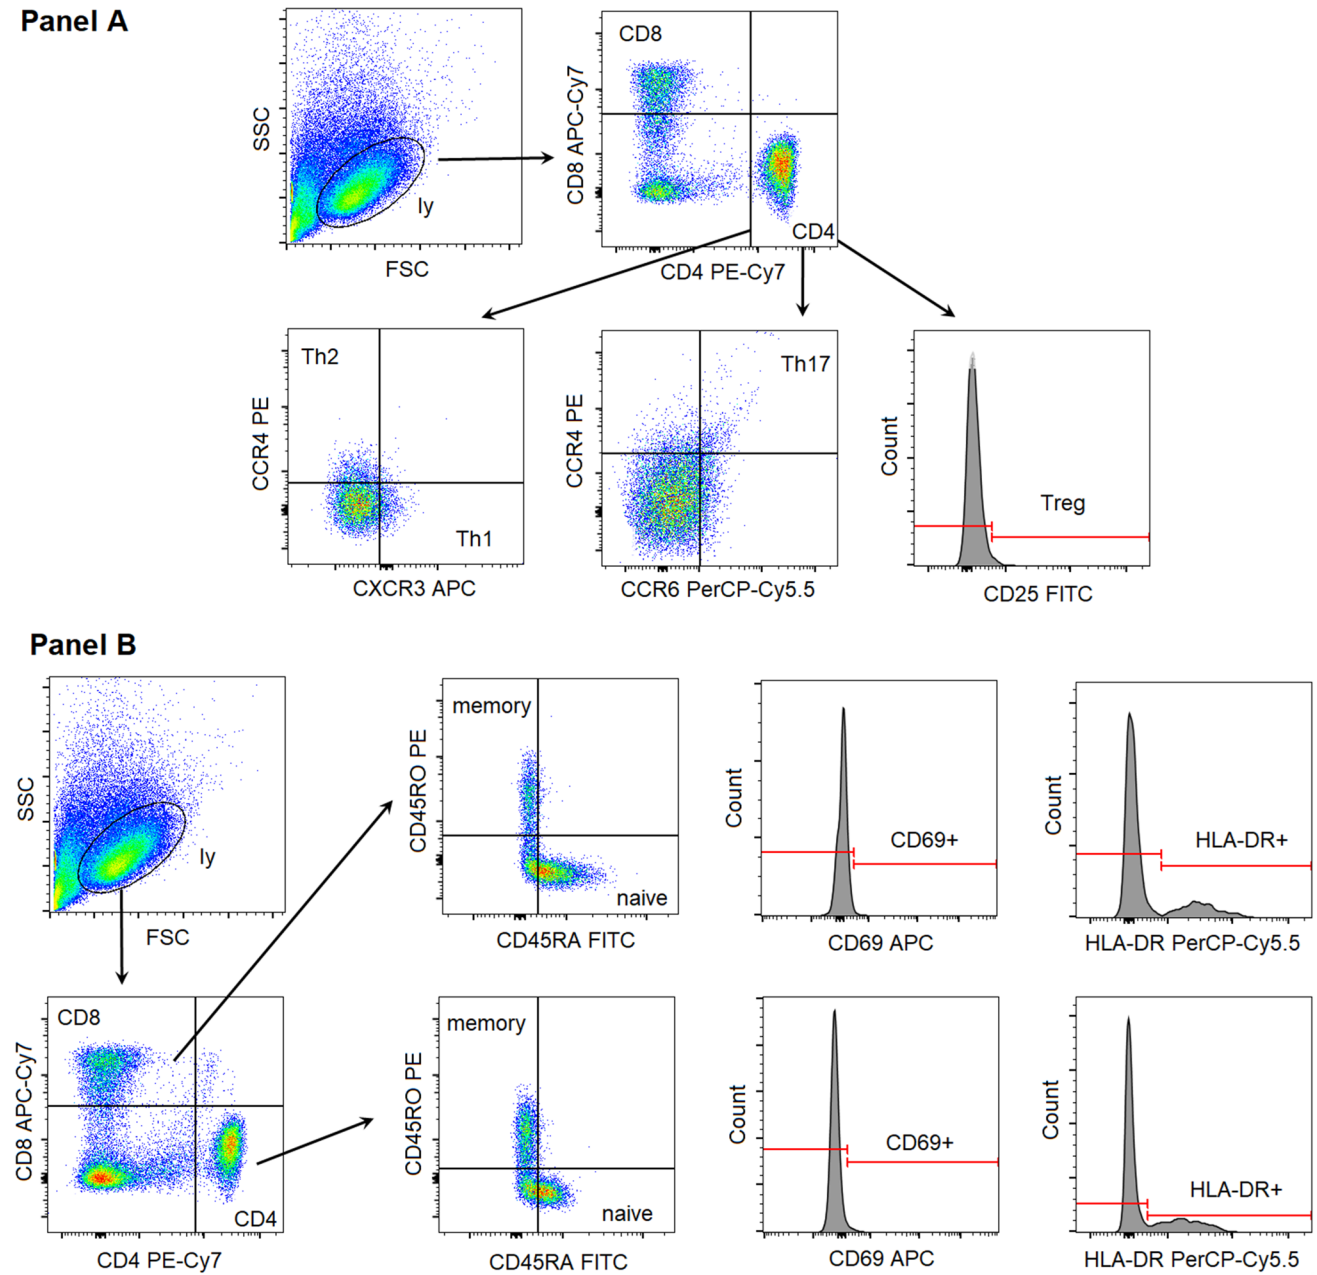 Panel A
SSC
ly
FSC
CD8
CD8 APC-Cy7
CD4
CD4 PE-Cy7
Th2
CCR4 PE
Th1
CXCR3 APC
Th17
CCR4 PE
CCR6 PerCP-Cy5.5
Count
Treg
CD25 FITC
Panel B
SSC
ly
FSC
memory
CD45RO PE
naive
CD45RA FITC
Count
CD69+
CD69 APC
Count
HLA-DR+
HLA-DR PerCP-Cy5.5
CD8
CD8 APC-Cy7
CD4
CD4 PE-Cy7
memory
CD45RO PE
naive
CD45RA FITC
Count
CD69+
CD69 APC
Count
HLA-DR+
HLA-DR PerCP-Cy5.5